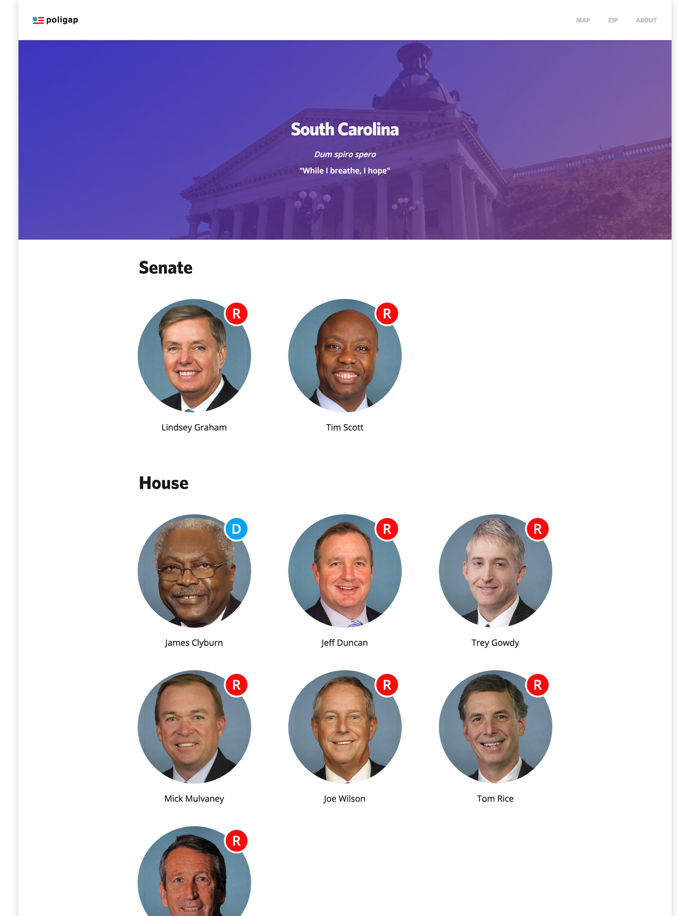 poligap
MAP ZIP ABOUT
South Carolina
Dum spiro spero
"While I breathe, I hope"
Senate
R R
Lindsey Graham Tim Scott
House
D R R
James Clyburn Jeff Duncan Trey Gowdy
R R R
Mick Mulvaney Joe Wilson Tom Rice
R